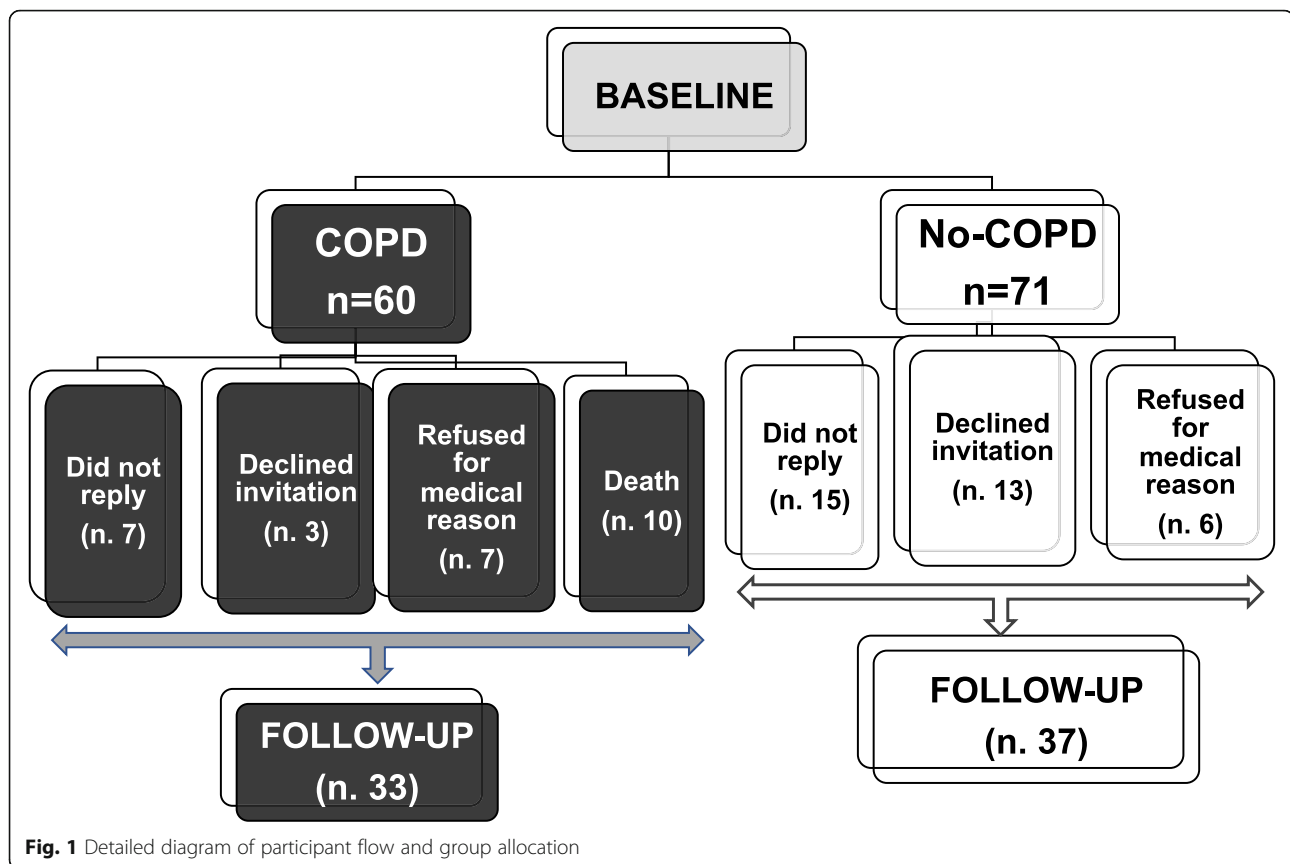 BASELINE
COPD
n=60
No-COPD
n=71
Did not
reply
(n. 7)
Declined
invitation
(n. 3)
Refused
for
medical
reason
(n. 7)
Death
(n. 10)
Did not
reply
(n. 15)
Declined
invitation
(n. 13)
Refused
for
medical
reason
(n. 6)
FOLLOW-UP
(n. 33)
FOLLOW-UP
(n. 37)
Fig. 1 Detailed diagram of participant flow and group allocation